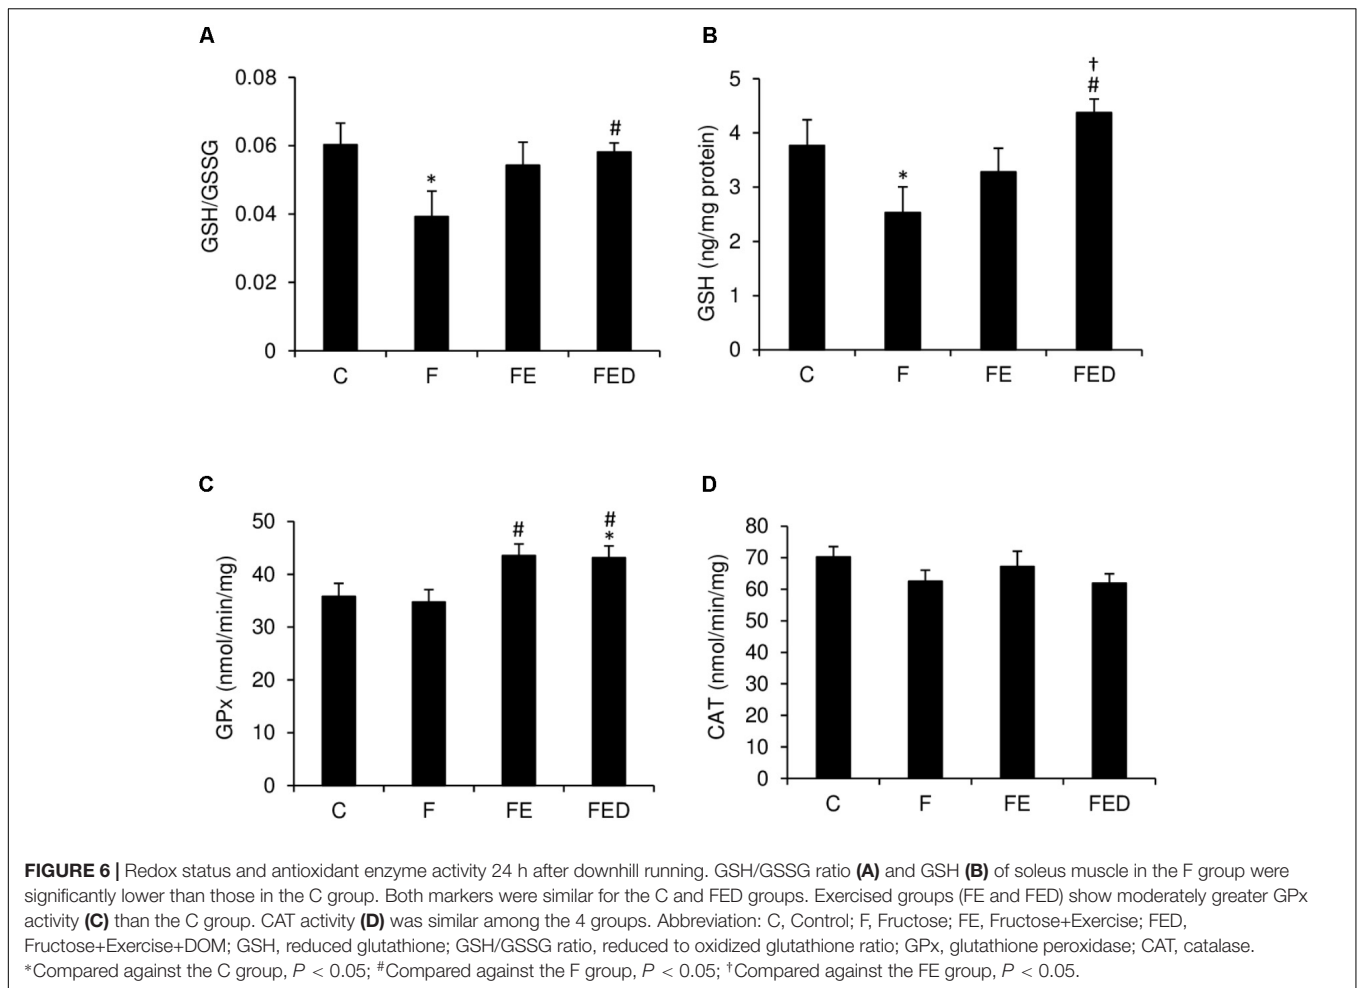 A
0.08
0.06
0.04
0.02
0
GSH/GSSG
*
#
C F FE FED
B
5
4
3
2
1
0
GSH (ng/mg protein)
*
†
#
C F FE FED
C
50
40
30
20
10
0
GPx (nmol/min/mg)
#
#
*
C F FE FED
D
80
70
60
50
40
30
20
10
0
CAT (nmol/min/mg)
C F FE FED
FIGURE 6 | Redox status and antioxidant enzyme activity 24 h after downhill running. GSH/GSSG ratio (A) and GSH (B) of soleus muscle in the F group were
significantly lower than those in the C group. Both markers were similar for the C and FED groups. Exercised groups (FE and FED) show moderately greater GPx
activity (C) than the C group. CAT activity (D) was similar among the 4 groups. Abbreviation: C, Control; F, Fructose; FE, Fructose+Exercise; FED,
Fructose+Exercise+DOM; GSH, reduced glutathione; GSH/GSSG ratio, reduced to oxidized glutathione ratio; GPx, glutathione peroxidase; CAT, catalase.
*Compared against the C group, P < 0.05; #Compared against the F group, P < 0.05; †Compared against the FE group, P < 0.05.